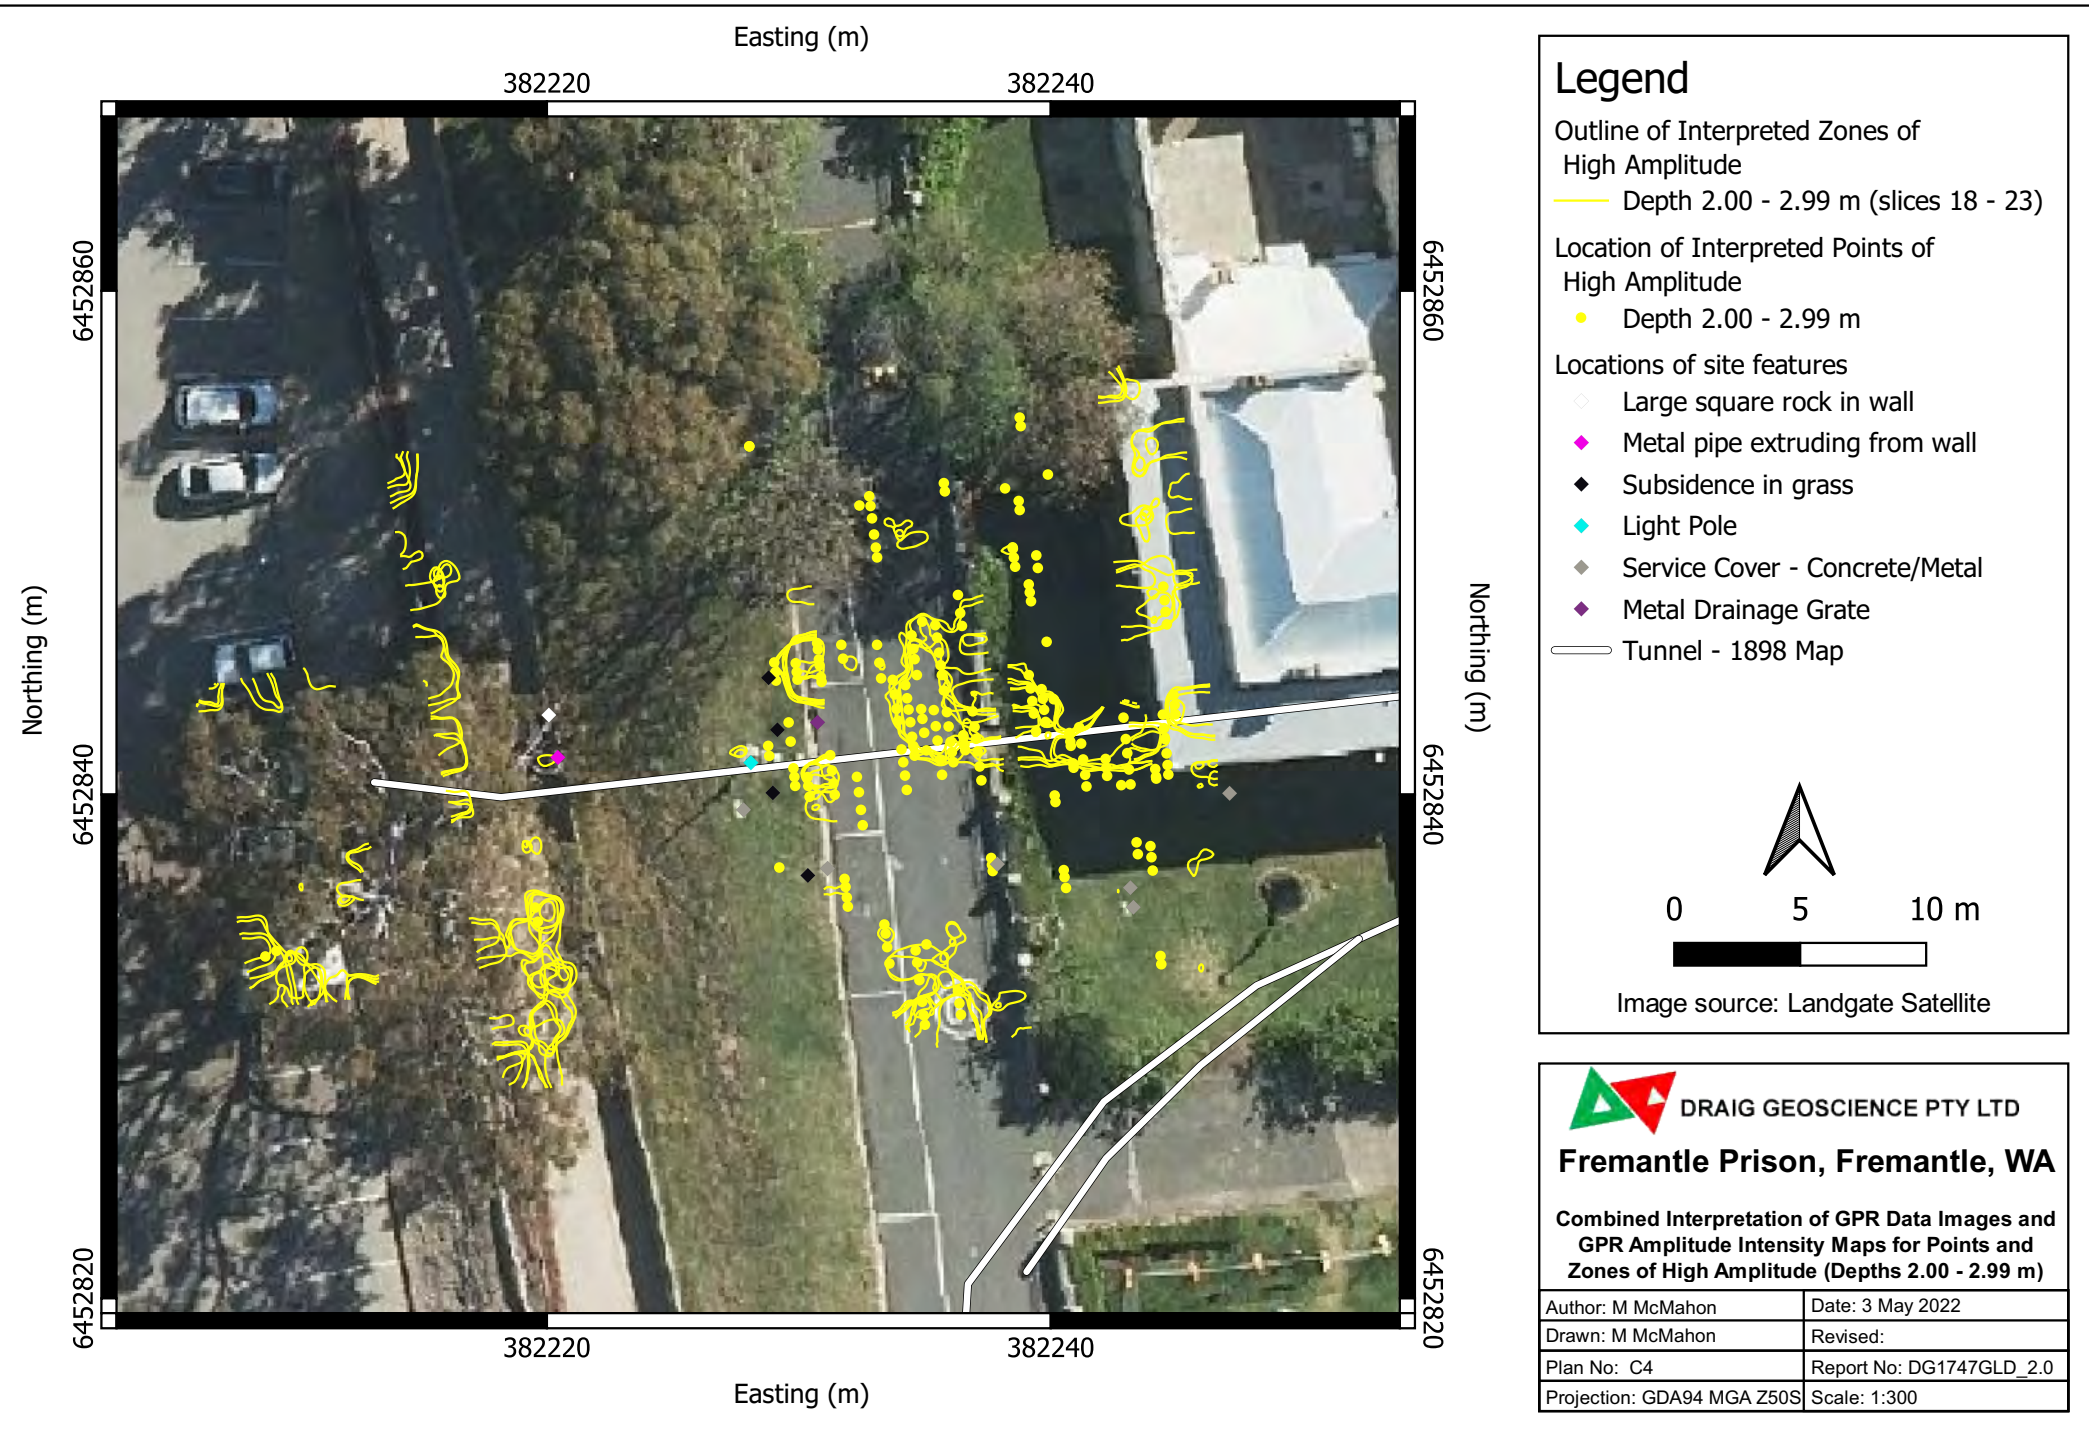 Easting (m)
382220
382240
6452860
6452860
Northing (m)
Northing (m)
6452840
6452840
6452820
6452820
382220
382240
Easting (m)
Legend
Outline of Interpreted Zones of
High Amplitude
Depth 2.00 - 2.99 m (slices 18 - 23)
Location of Interpreted Points of
High Amplitude
Depth 2.00 - 2.99 m
Locations of site features
Large square rock in wall
Metal pipe extruding from wall
Subsidence in grass
Light Pole
Service Cover - Concrete/Metal
Metal Drainage Grate
Tunnel - 1898 Map
0 5 10 m
Image source: Landgate Satellite
DRAIG GEOSCIENCE PTY LTD
Fremantle Prison, Fremantle, WA
Combined Interpretation of GPR Data Images and
GPR Amplitude Intensity Maps for Points and
Zones of High Amplitude (Depths 2.00 - 2.99 m)
Author: M McMahon
Date: 3 May 2022
Drawn: M McMahon
Revised:
Plan No: C4
Report No: DG1747GLD_2.0
Projection: GDA94 MGA Z50S
Scale: 1:300